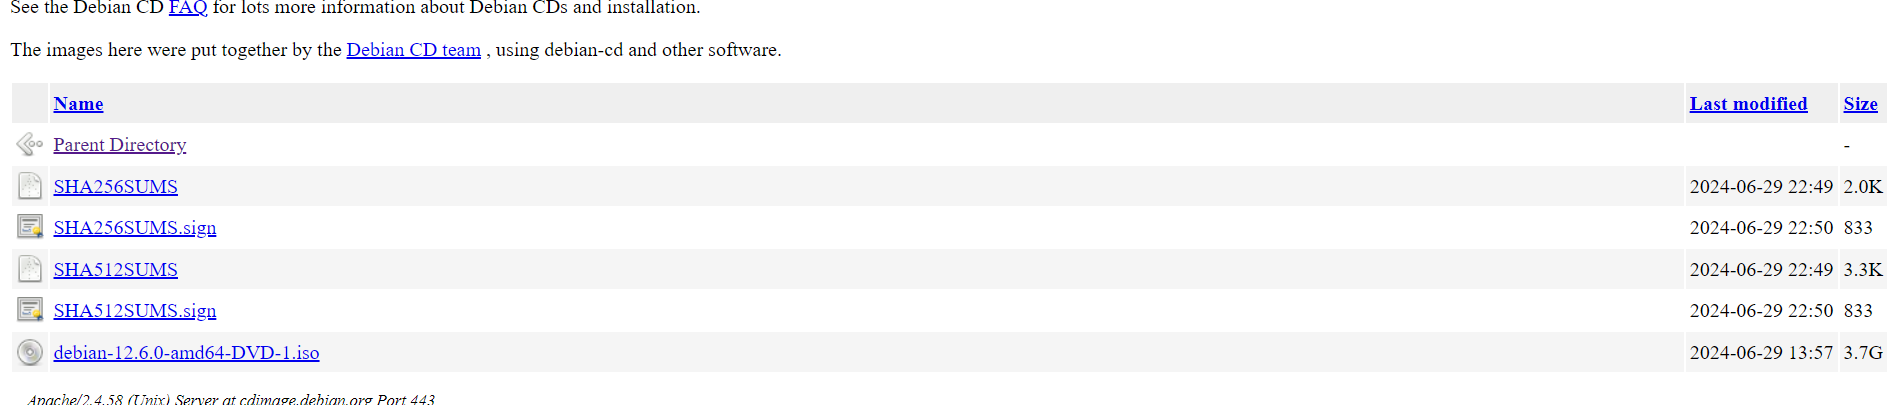 See the Debian CD FAQ for lots more information about Debian CDs and installation.
The images here were put together by the Debian CD team , using debian-cd and other software.
Name Last modified Size
Parent Directory -
SHA256SUMS 2024-06-29 22:49 2.0K
SHA256SUMS.sign 2024-06-29 22:50 833
SHA512SUMS 2024-06-29 22:49 3.3K
SHA512SUMS.sign 2024-06-29 22:50 833
debian-12.6.0-amd64-DVD-1.iso 2024-06-29 13:57 3.7G
Apache/2.4.58 (Unix) Server at cdimage.debian.org Port 443